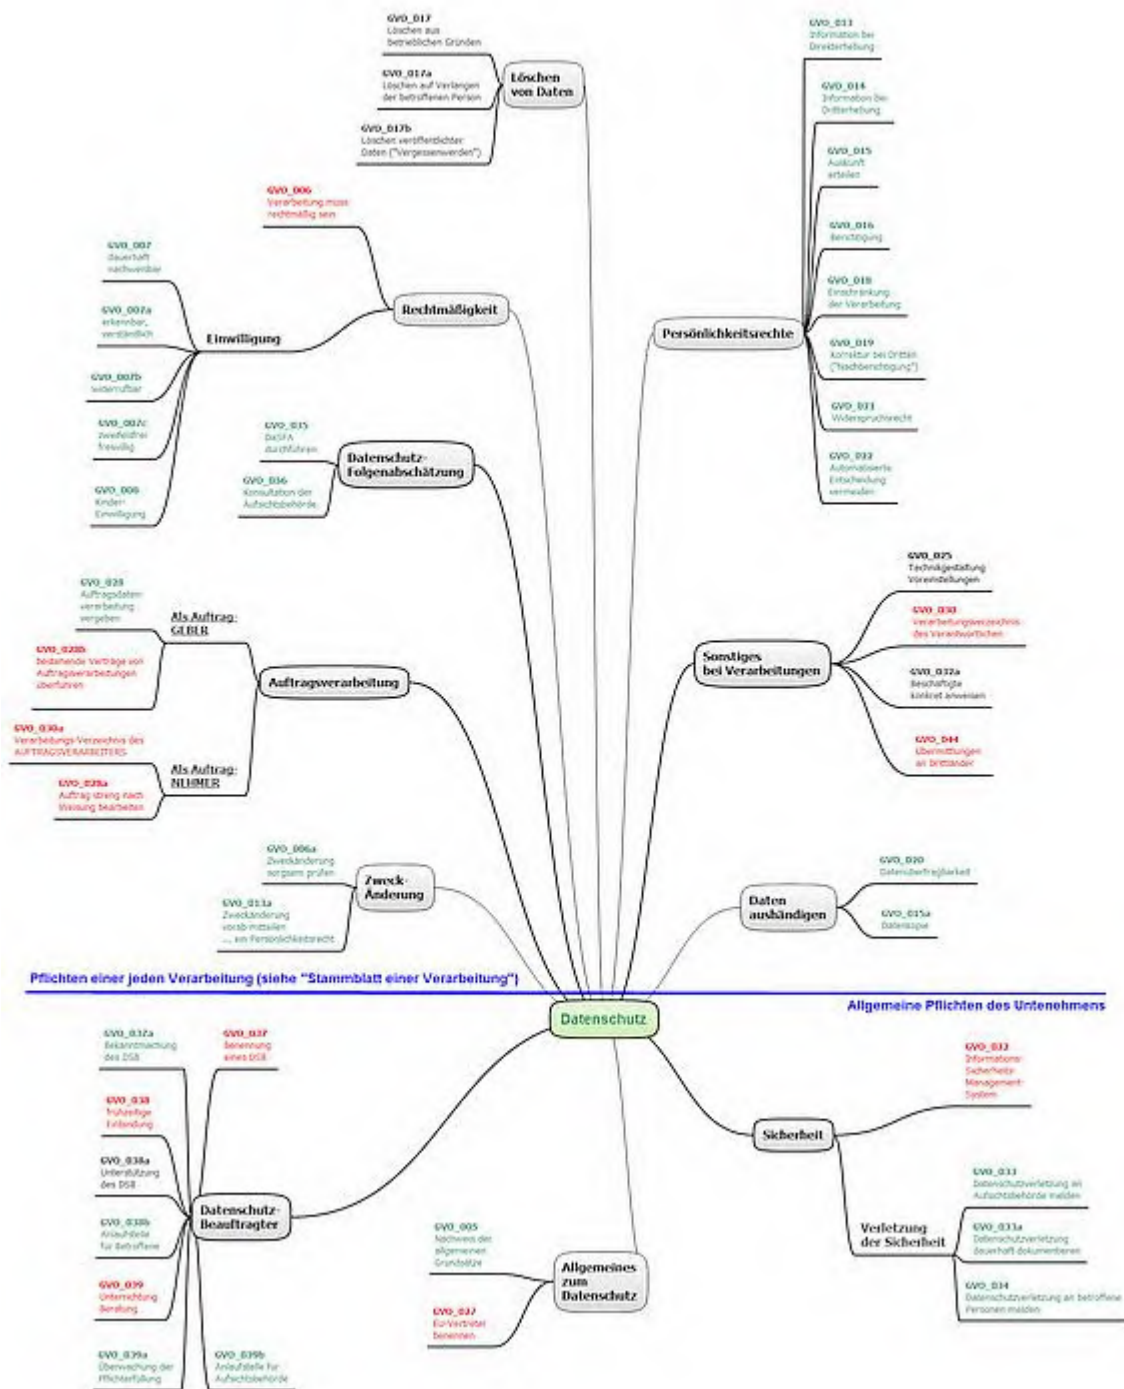 GVO_017
Löschen aus
betrieblichen Gründen
GVO_017a
Löschen auf Verlangen
der betroffenen Person
GVO_017b
Löschen veröffentlichter
Daten ("Vergessenwerden")
Löschen
von Daten
GVO_006
Verarbeitung muss
rechtmäßig sein
Rechtmäßigkeit
GVO_007
dauerhaft
nachweisbar
GVO_007a
erkennbar,
verständlich
GVO_007b
widerrufbar
GVO_007c
zweifelsfrei
freiwillig
GVO_008
Kinder-
Einwilligung
Einwilligung
GVO_035
DaSFA
durchführen
GVO_036
Konsultation der
Aufsichtsbehörde
Datenschutz-
Folgenabschätzung
GVO_028
Auftragsdaten-
verarbeitung
vergeben
GVO_028b
bestehende Verträge von
Auftragsverarbeitungen
überführen
Als Auftrag-
GEBER
GVO_030a
Verarbeitungs-Verzeichnis des
AUFTRAGSVERARBEITERS
GVO_028a
Auftrag streng nach
Weisung bearbeiten
Als Auftrag-
NEHMER
Auftragsverarbeitung
GVO_006a
Zweckänderung
sorgsam prüfen
GVO_013a
Zweckänderung
vorab mitteilen
... ein Persönlichkeitsrecht
Zweck-
Änderung
GVO_013
Information bei
Direkterhebung
GVO_014
Information bei
Dritterhebung
GVO_015
Auskunft
erteilen
GVO_016
Berichtigung
GVO_018
Einschränkung
der Verarbeitung
GVO_019
Korrektur bei Dritten
("Nachberichtigung")
GVO_021
Widerspruchsrecht
GVO_022
Automatisierte
Entscheidung
vermeiden
Persönlichkeitsrechte
GVO_025
Technikgestaltung
Voreinstellungen
GVO_030
Verarbeitungsverzeichnis
des Verantwortlichen
GVO_032a
Beschäftigte
konkret anweisen
GVO_044
Übermittlungen
an Drittländer
Sonstiges
bei Verarbeitungen
GVO_020
Datenübertragbarkeit
GVO_015a
Datenkopie
Daten
aushändigen
Pflichten einer jeden Verarbeitung (siehe "Stammblatt einer Verarbeitung")
Allgemeine Pflichten des Untenehmens
Datenschutz
GVO_037a
Bekanntmachung
des DSB
GVO_037
Benennung
eines DSB
GVO_038
frühzeitige
Einbindung
GVO_038a
Unterstützung
des DSB
GVO_038b
Anlaufstelle
für Betroffene
GVO_039
Unterrichtung
Beratung
GVO_039a
Überwachung der
Pflichterfüllung
GVO_039b
Anlaufstelle für
Aufsichtsbehörde
Datenschutz-
Beauftragter
GVO_005
Nachweis der
allgemeinen
Grundsätze
GVO_027
EU-Vertreter
benennen
Allgemeines
zum
Datenschutz
GVO_032
Informations-
Sicherheits-
Management-
System
Sicherheit
GVO_033
Datenschutzverletzung an
Aufsichtsbehörde melden
GVO_033a
Datenschutzverletzung
dauerhaft dokumentieren
GVO_034
Datenschutzverletzung an betroffene
Personen melden
Verletzung
der Sicherheit